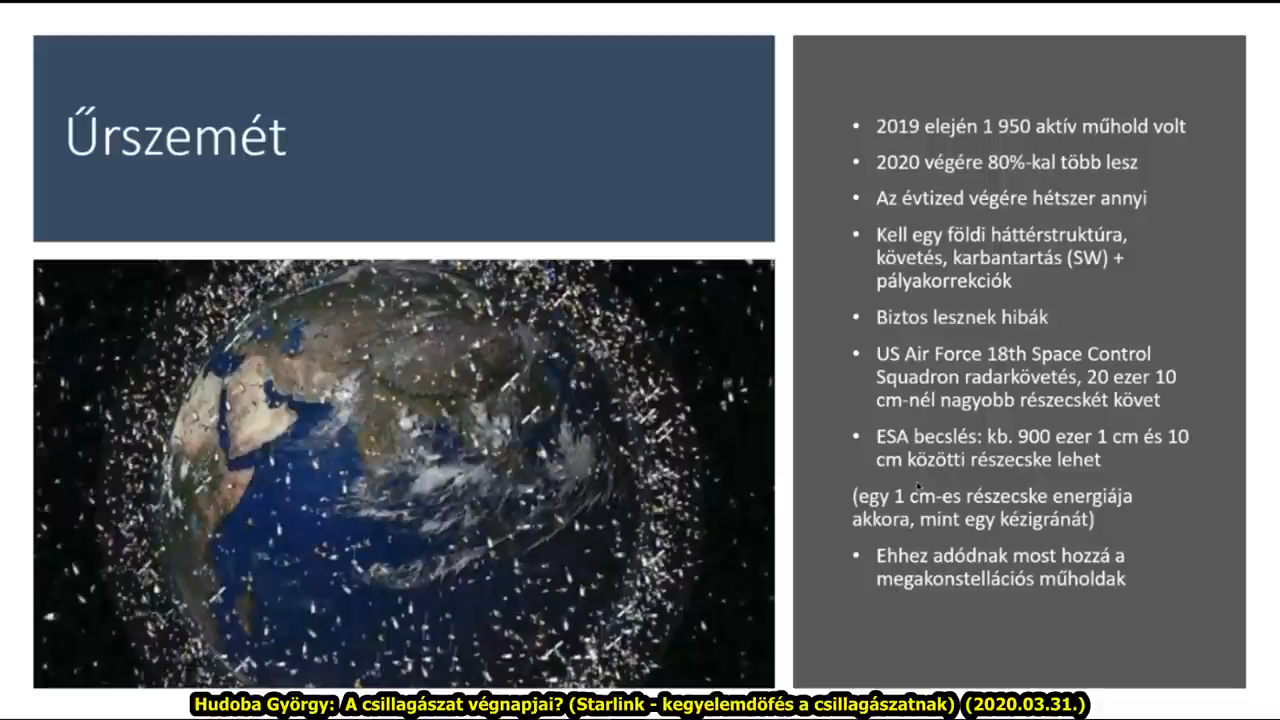 Űrszemét
• 2019 elején 1 950 aktív műhold volt
• 2020 végére 80%-kal több lesz
• Az évtized végére hétszer annyi
• Kell egy földi háttérstruktúra,
követés, karbantartás (SW) +
pályakorrekciók
• Biztos lesznek hibák
• US Air Force 18th Space Control
Squadron radarkövetés, 20 ezer 10
cm-nél nagyobb részecskét követ
• ESA becslés: kb. 900 ezer 1 cm és 10
cm közötti részecske lehet
(egy 1 cm-es részecske energiája
akkora, mint egy kézigránát)
• Ehhez adódnak most hozzá a
megakonstellációs műholdak
Hudoba György: A csillagászat végnapjai? (Starlink - kegyelemdöfés a csillagászatnak) (2020.03.31.)